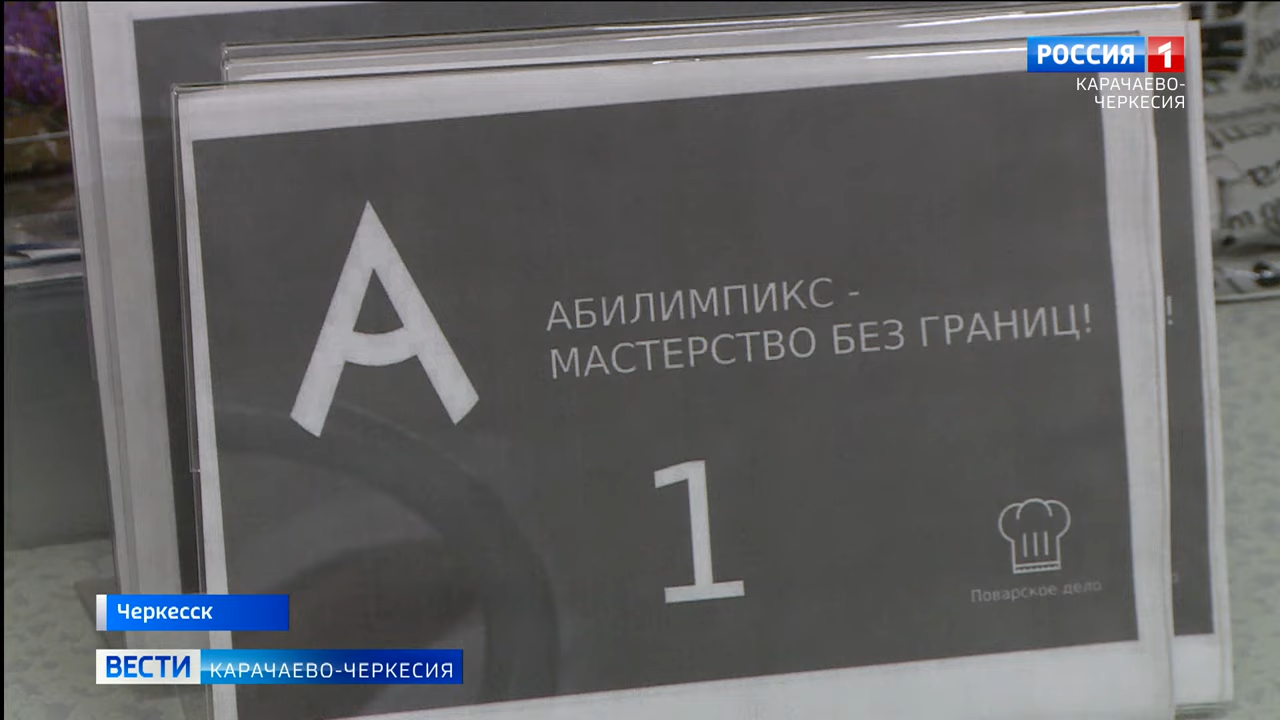 РОССИЯ 1
КАРАЧАЕВО-
ЧЕРКЕСИЯ
А
АБИЛИМПИКС -
МАСТЕРСТВО БЕЗ ГРАНИЦ!
!
1
Поварское дело
Черкесск
ВЕСТИ КАРАЧАЕВО-ЧЕРКЕСИЯ